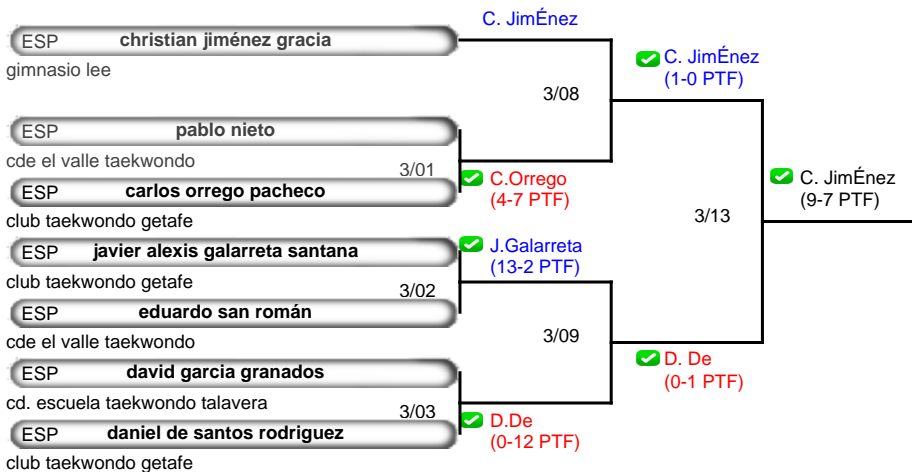 C. JimÉnez
ESP christian jiménez gracia
gimnasio lee
C. JimÉnez
(1-0 PTF)
3/08
ESP pablo nieto
cde el valle taekwondo
3/01
ESP carlos orrego pacheco
club taekwondo getafe
C.Orrego
(4-7 PTF)
C. JimÉnez
(9-7 PTF)
3/13
ESP javier alexis galarreta santana
club taekwondo getafe
J.Galarreta
(13-2 PTF)
3/02
ESP eduardo san román
cde el valle taekwondo
3/09
ESP david garcia granados
cd. escuela taekwondo talavera
D. De
(0-1 PTF)
3/03
ESP daniel de santos rodriguez
club taekwondo getafe
D.De
(0-12 PTF)